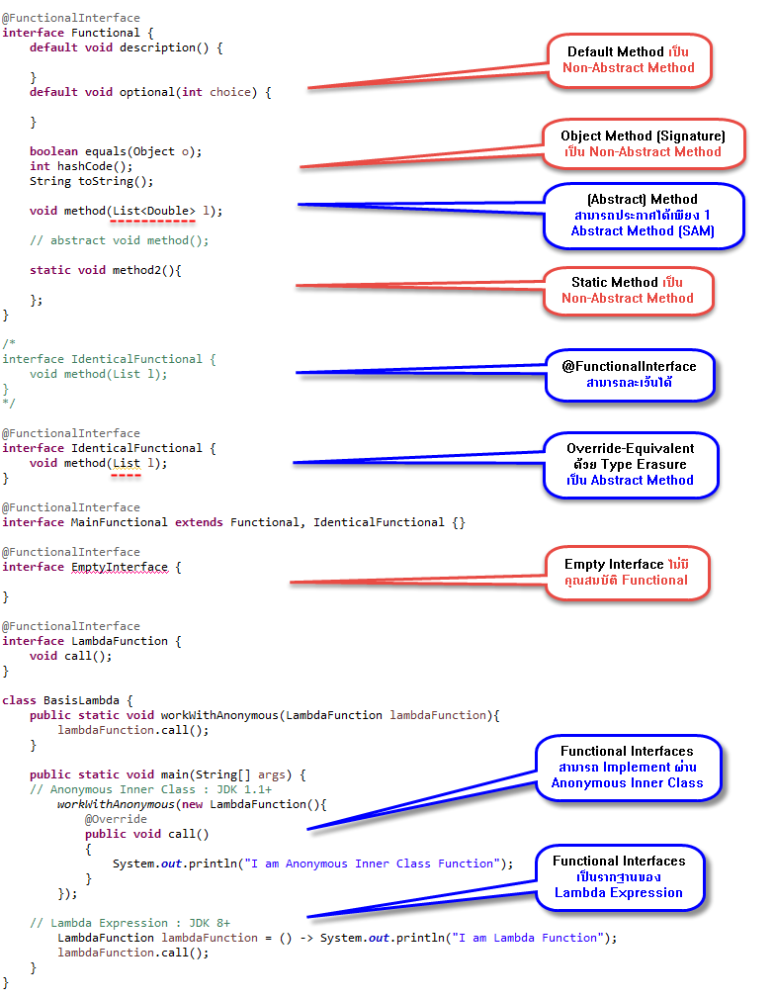 @FunctionalInterface
interface Functional {
    default void description() {
    }
    default void optional(int choice) {
    }
    boolean equals(Object o);
    int hashCode();
    String toString();
    void method(List<Double> l);
    // abstract void method();
    static void method2(){
    };
}
/*
interface IdenticalFunctional {
    void method(List l);
}
*/
@FunctionalInterface
interface IdenticalFunctional {
    void method(List l);
}
@FunctionalInterface
interface MainFunctional extends Functional, IdenticalFunctional {}
@FunctionalInterface
interface EmptyInterface {
}
@FunctionalInterface
interface LambdaFunction {
    void call();
}
class BasisLambda {
    public static void workWithAnonymous(LambdaFunction lambdaFunction){
        lambdaFunction.call();
    }
    public static void main(String[] args) {
    // Anonymous Inner Class : JDK 1.1+
        workWithAnonymous(new LambdaFunction(){
            @Override
            public void call()
            {
                System.out.println("I am Anonymous Inner Class Function");
            }
        });
    // Lambda Expression : JDK 8+
        LambdaFunction lambdaFunction = () -> System.out.println("I am Lambda Function");
        lambdaFunction.call();
    }
}
Default Method เป็น
Non-Abstract Method
Object Method (Signature)
เป็น Non-Abstract Method
(Abstract) Method
สามารถประกาศได้เพียง 1
Abstract Method (SAM)
Static Method เป็น
Non-Abstract Method
@FunctionalInterface
สามารถละเว้นได้
Override-Equivalent
ด้วย Type Erasure
เป็น Abstract Method
Empty Interface ไม่มี
คุณสมบัติ Functional
Functional Interfaces
สามารถ Implement ผ่าน
Anonymous Inner Class
Functional Interfaces
เป็นรากฐานของ
Lambda Expression